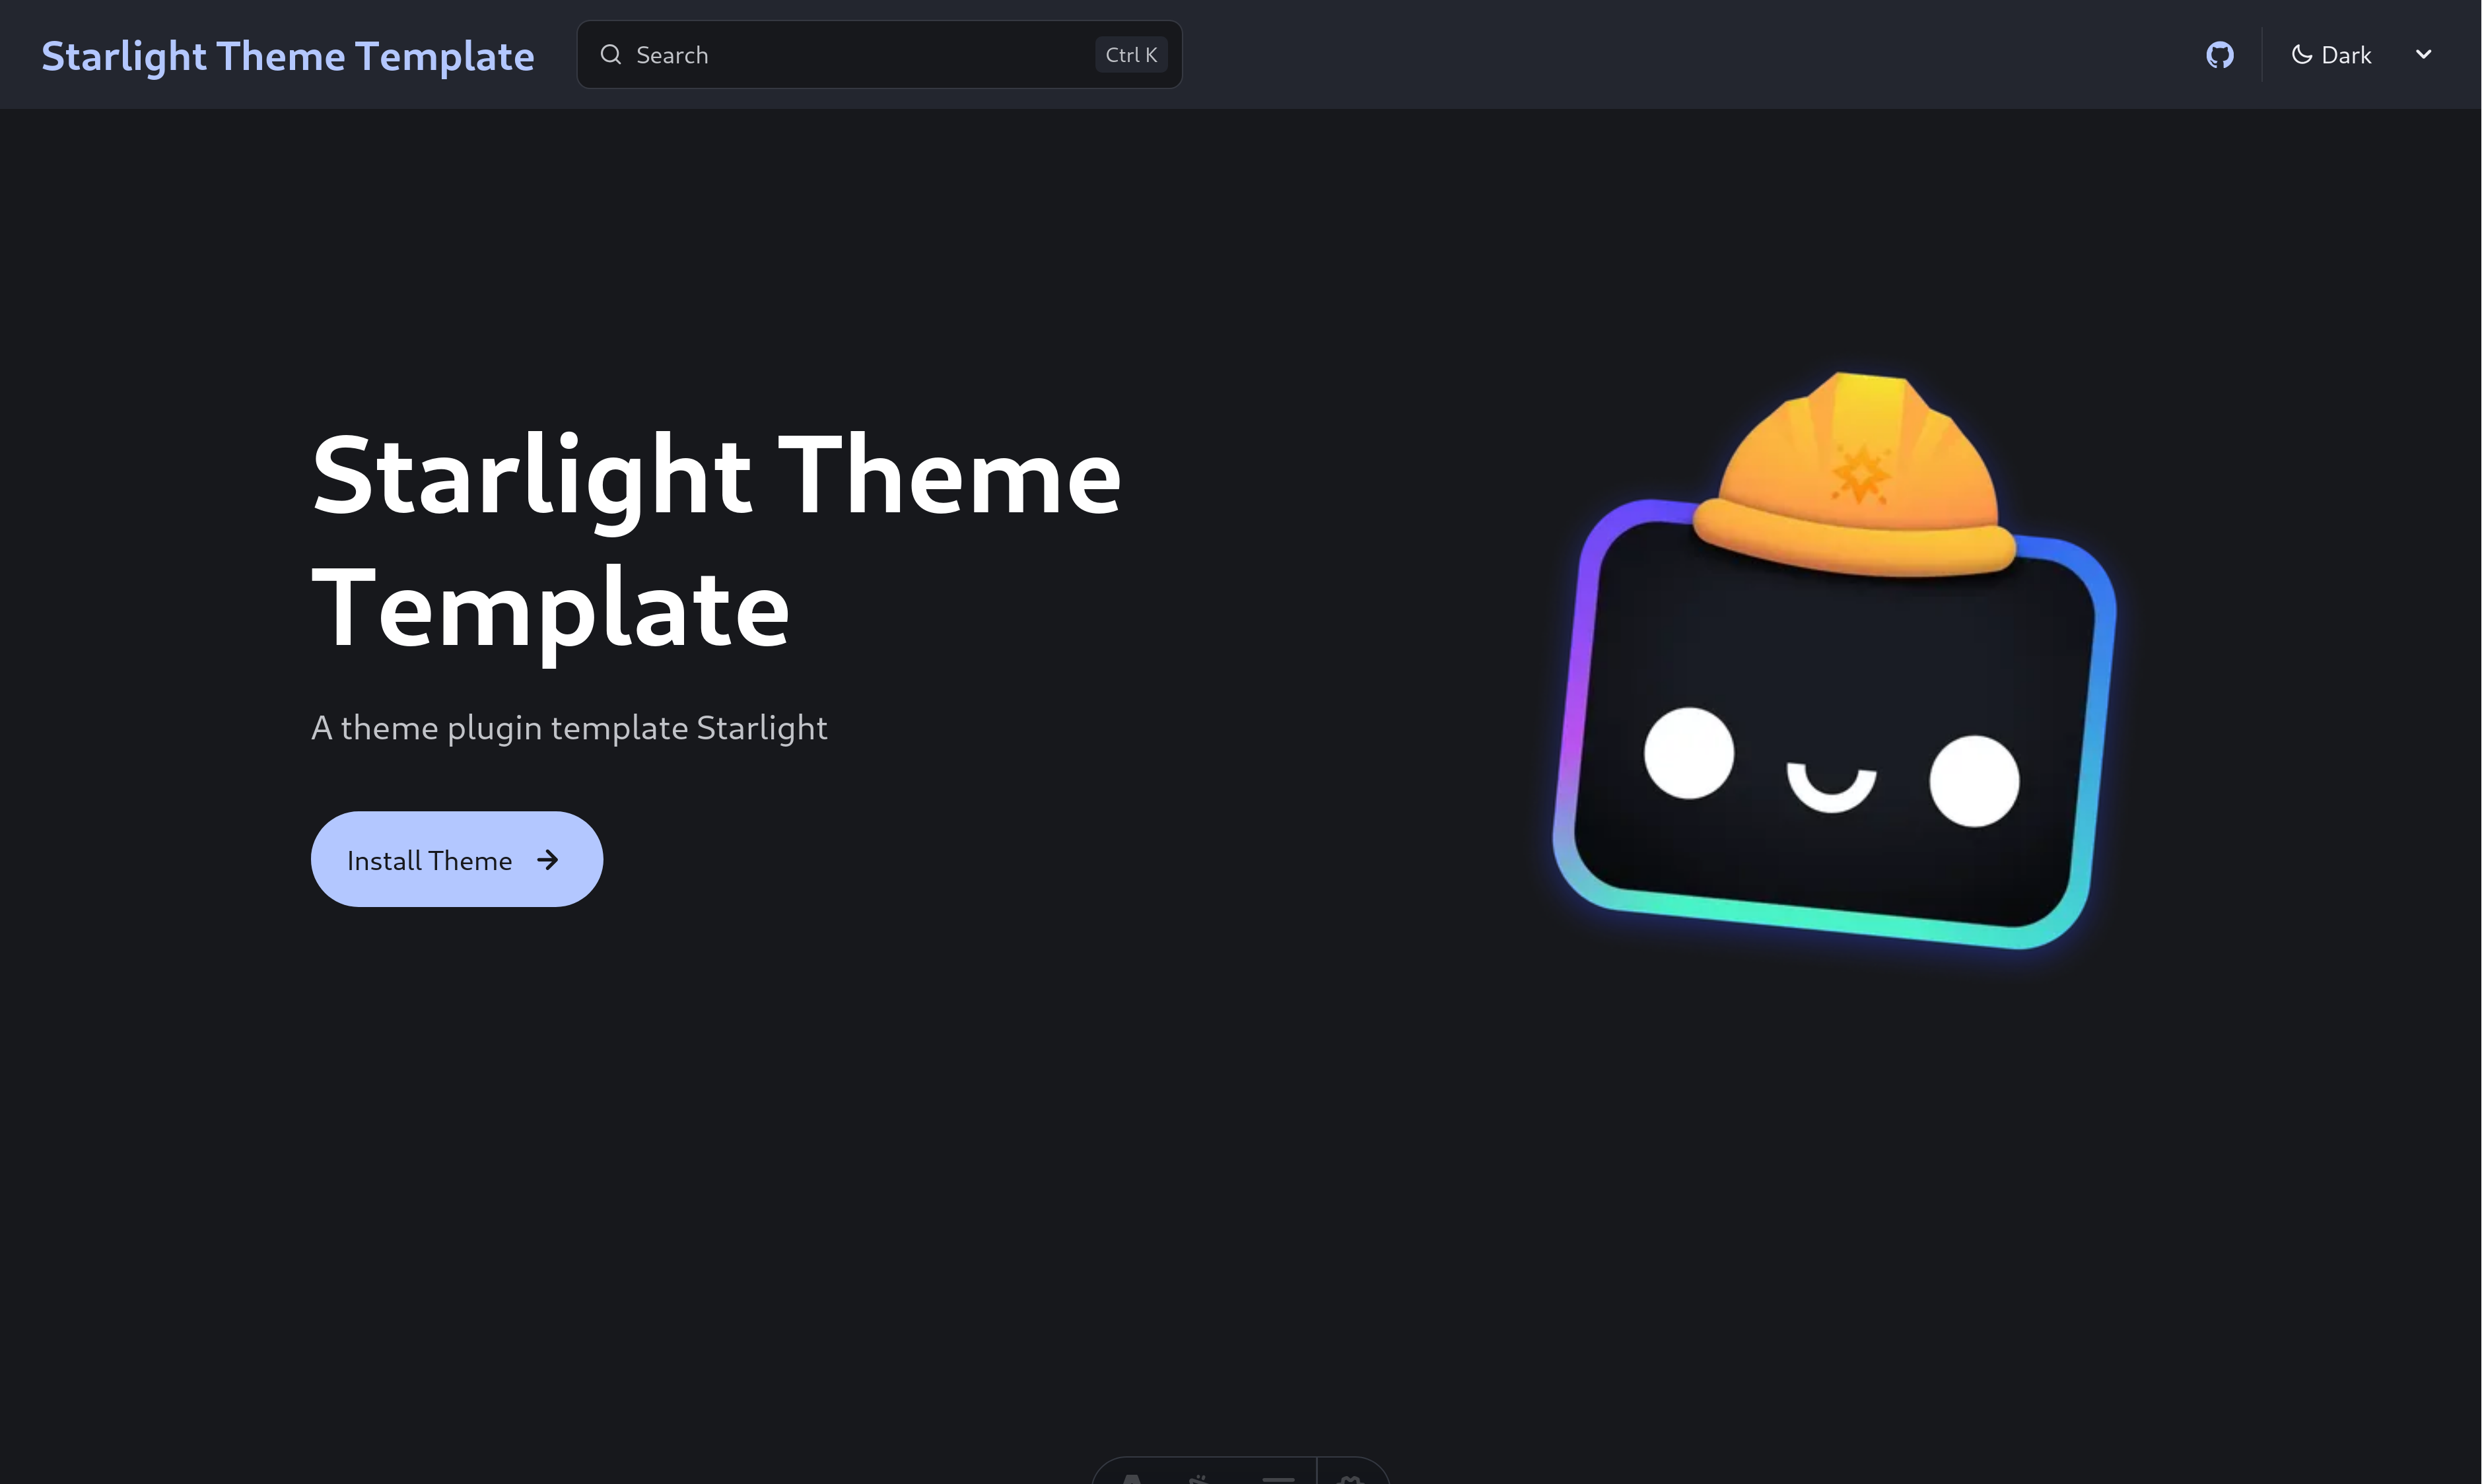 Starlight Theme Template
Search
Ctrl K
Dark
Starlight Theme
Template
A theme plugin template Starlight
Install Theme